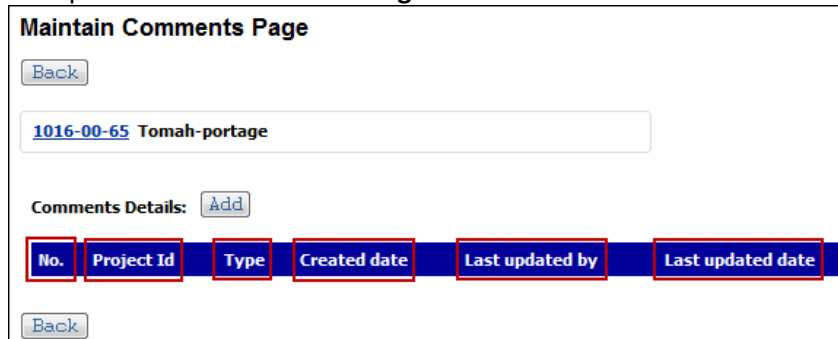 Maintain Comments Page
Back
1016-00-65 Tomah-portage
Comments Details: Add
No. Project Id Type Created date Last updated by Last updated date
Back